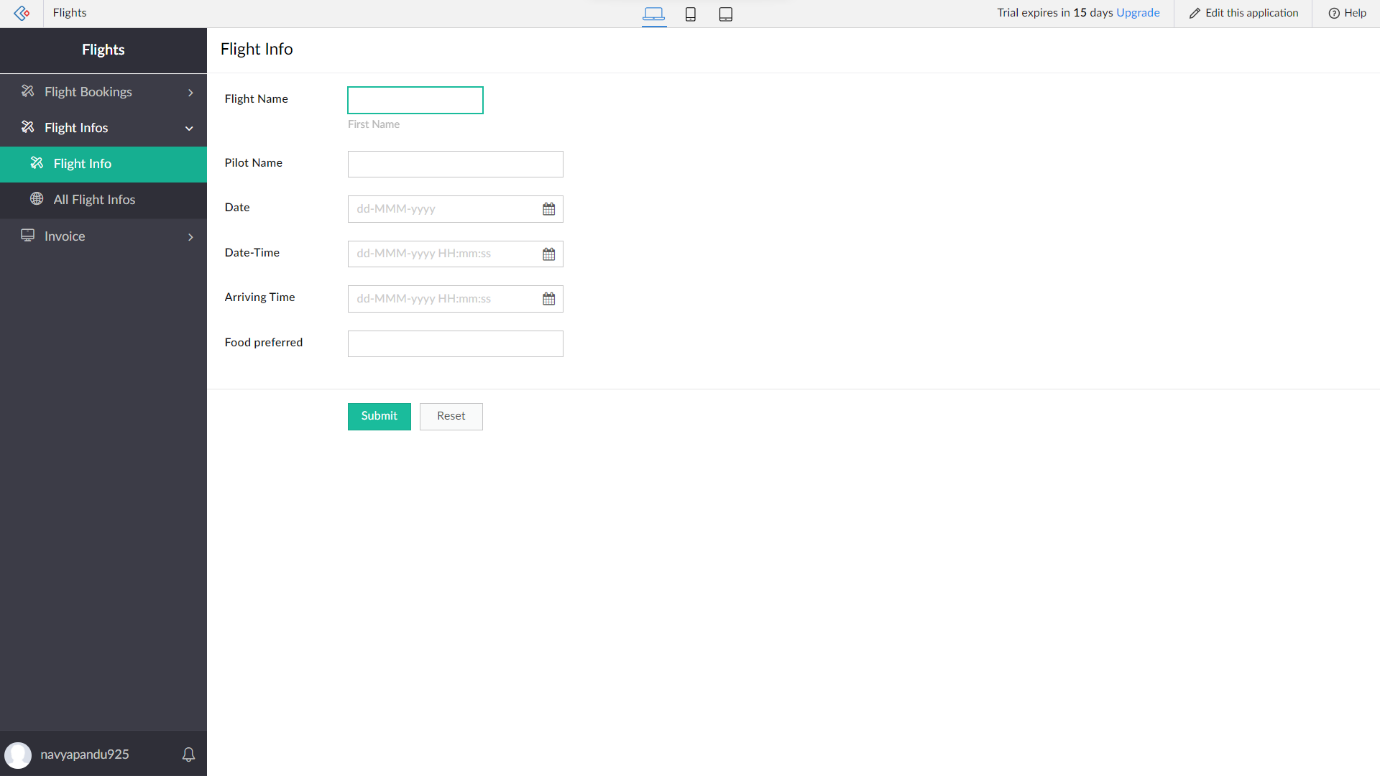 Flights
Trial expires in 15 days Upgrade
Edit this application
Help
Flights
Flight Bookings
Flight Infos
Flight Info
All Flight Infos
Invoice
navyapandu925
Flight Info
Flight Name
First Name
Pilot Name
Date
dd-MMM-yyyy
Date-Time
dd-MMM-yyyy HH:mm:ss
Arriving Time
dd-MMM-yyyy HH:mm:ss
Food preferred
Submit
Reset